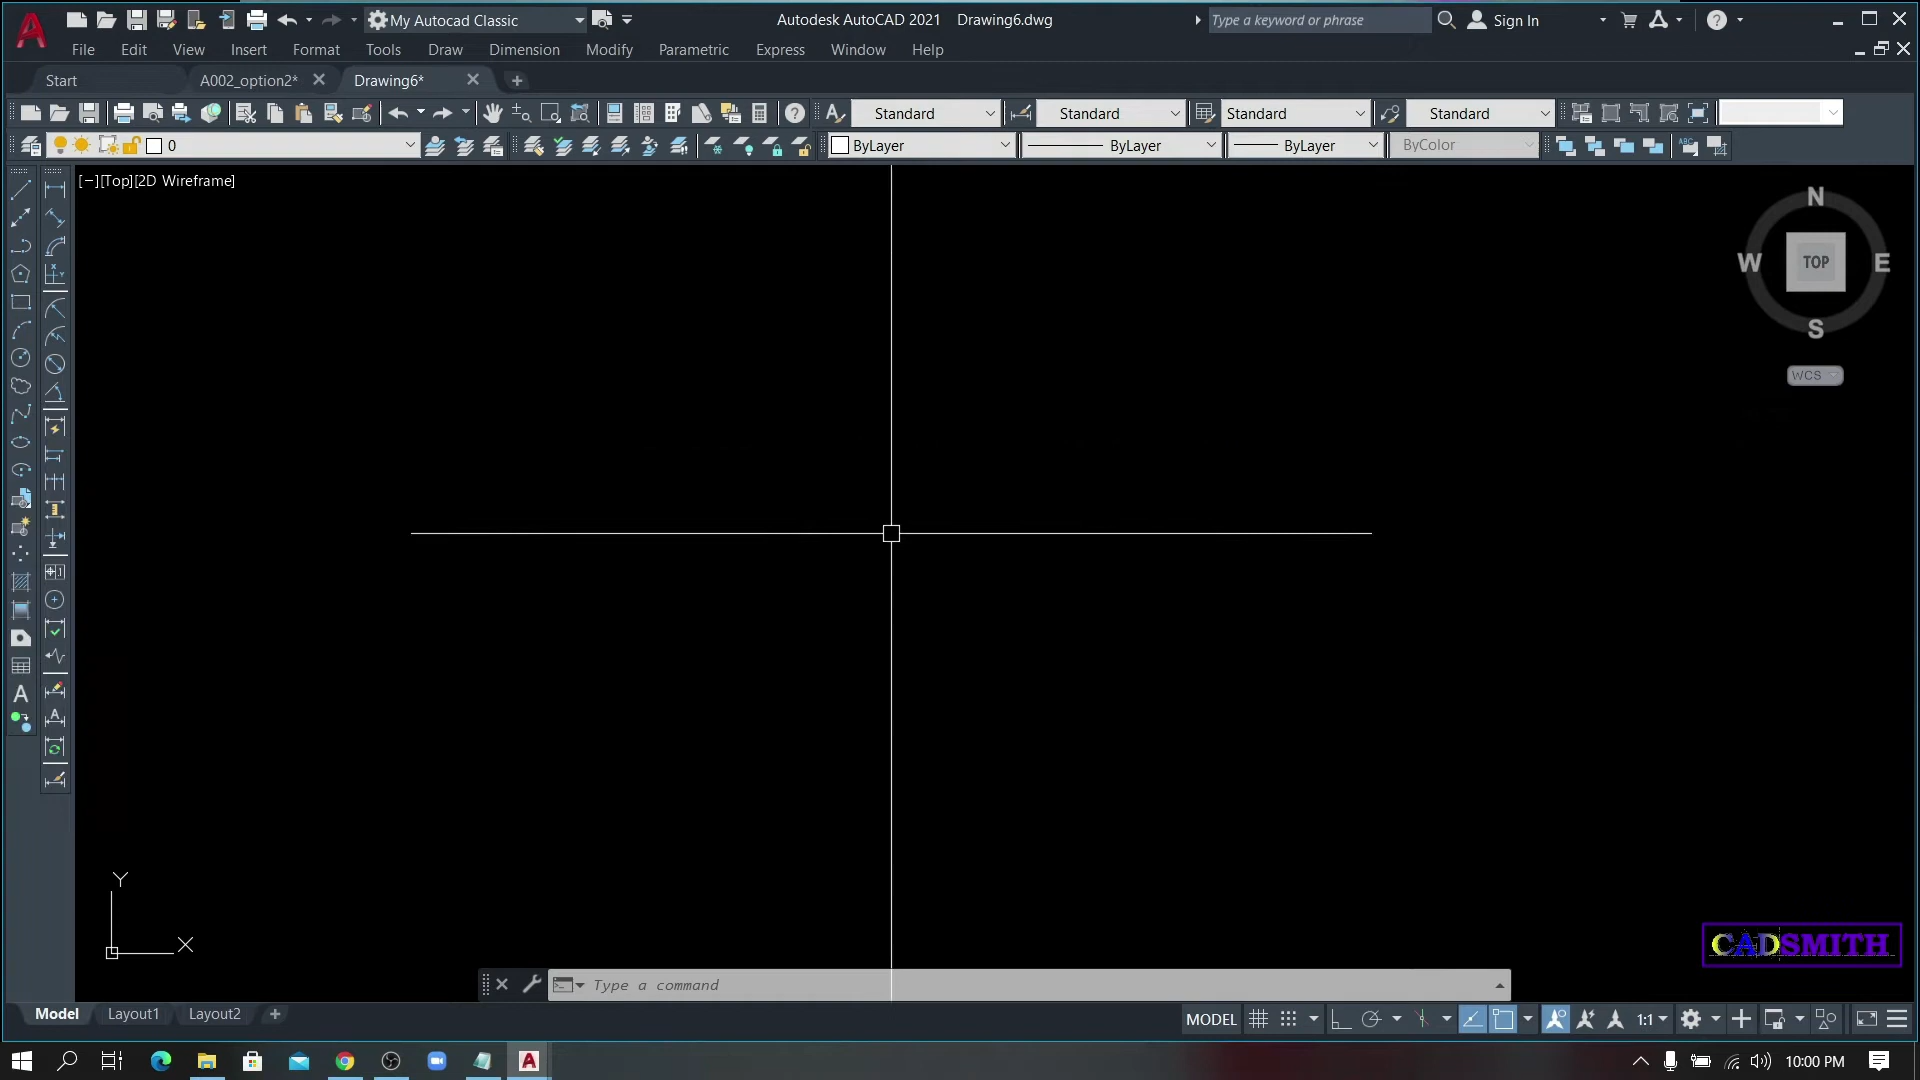 My Autocad Classic
Autodesk AutoCAD 2021 Drawing6.dwg
Type a keyword or phrase
Sign In
File Edit View Insert Format Tools Draw Dimension Modify Parametric Express Window Help
Start A002_option2* Drawing6*
Standard Standard Standard Standard
0 ByLayer ByLayer ByLayer ByColor
[−][Top][2D Wireframe]
N
W TOP E
S
WCS
Y
X
CADSMITH
Type a command
Model Layout1 Layout2
MODEL 1:1
10:00 PM